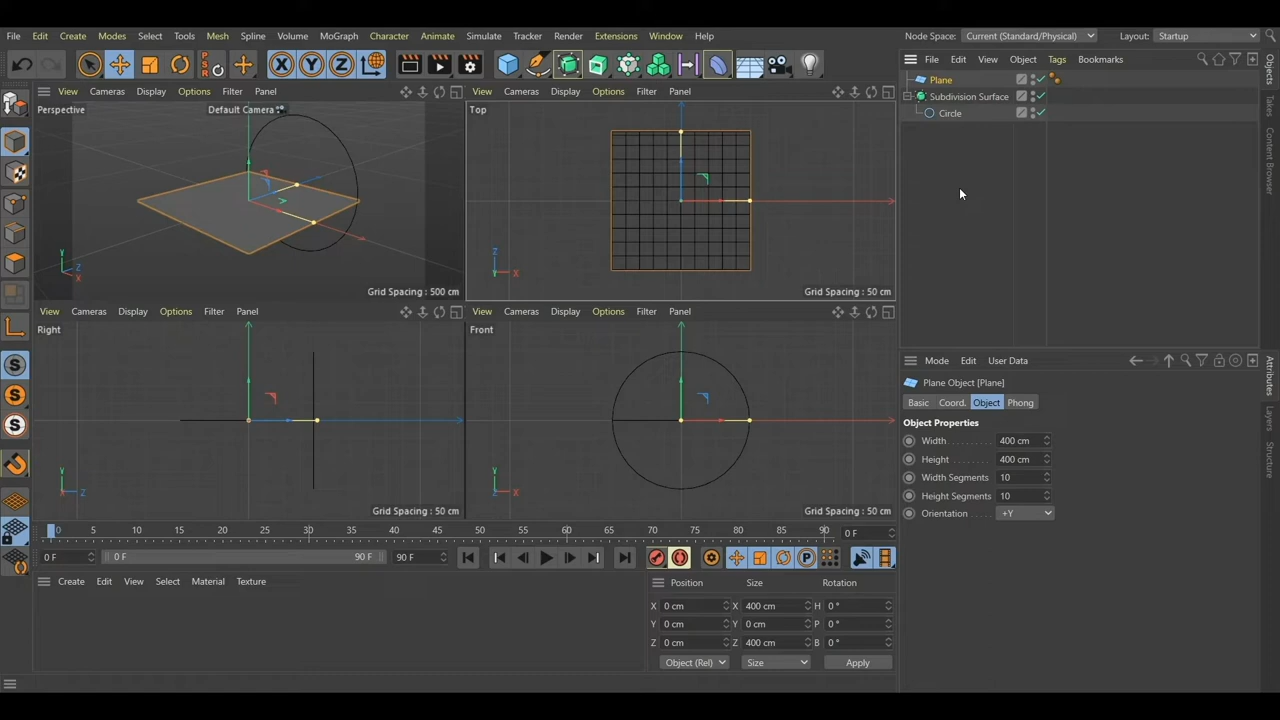 File Edit Create Modes Select Tools Mesh Spline Volume MoGraph Character Animate Simulate Tracker Render Extensions Window Help Node Space: Current (Standard/Physical) Layout: Startup
PSR X Y Z
File Edit View Object Tags Bookmarks
View Cameras Display Options Filter Panel
View Cameras Display Options Filter Panel
Plane
Subdivision Surface
Circle
Perspective Default Camera
Top
Y Z X
Z Y X
Grid Spacing : 500 cm
Grid Spacing : 50 cm
View Cameras Display Options Filter Panel
View Cameras Display Options Filter Panel
Right
Front
Y X Z
Y Z X
Grid Spacing : 50 cm
Grid Spacing : 50 cm
Mode Edit User Data
Plane Object [Plane]
Basic Coord. Object Phong
Object Properties
Width 400 cm
Height 400 cm
Width Segments 10
Height Segments 10
Orientation +Y
Objects
Content Browser
Attributes
Layers
Structure
0 5 10 15 20 25 30 35 40 45 50 55 60 65 70 75 80 85 90 0 F
0 F 0 F 90 F 90 F
Create Edit View Select Material Texture
Position Size Rotation
X 0 cm X 400 cm H 0 °
Y 0 cm Y 0 cm P 0 °
Z 0 cm Z 400 cm B 0 °
Object (Rel) Size Apply